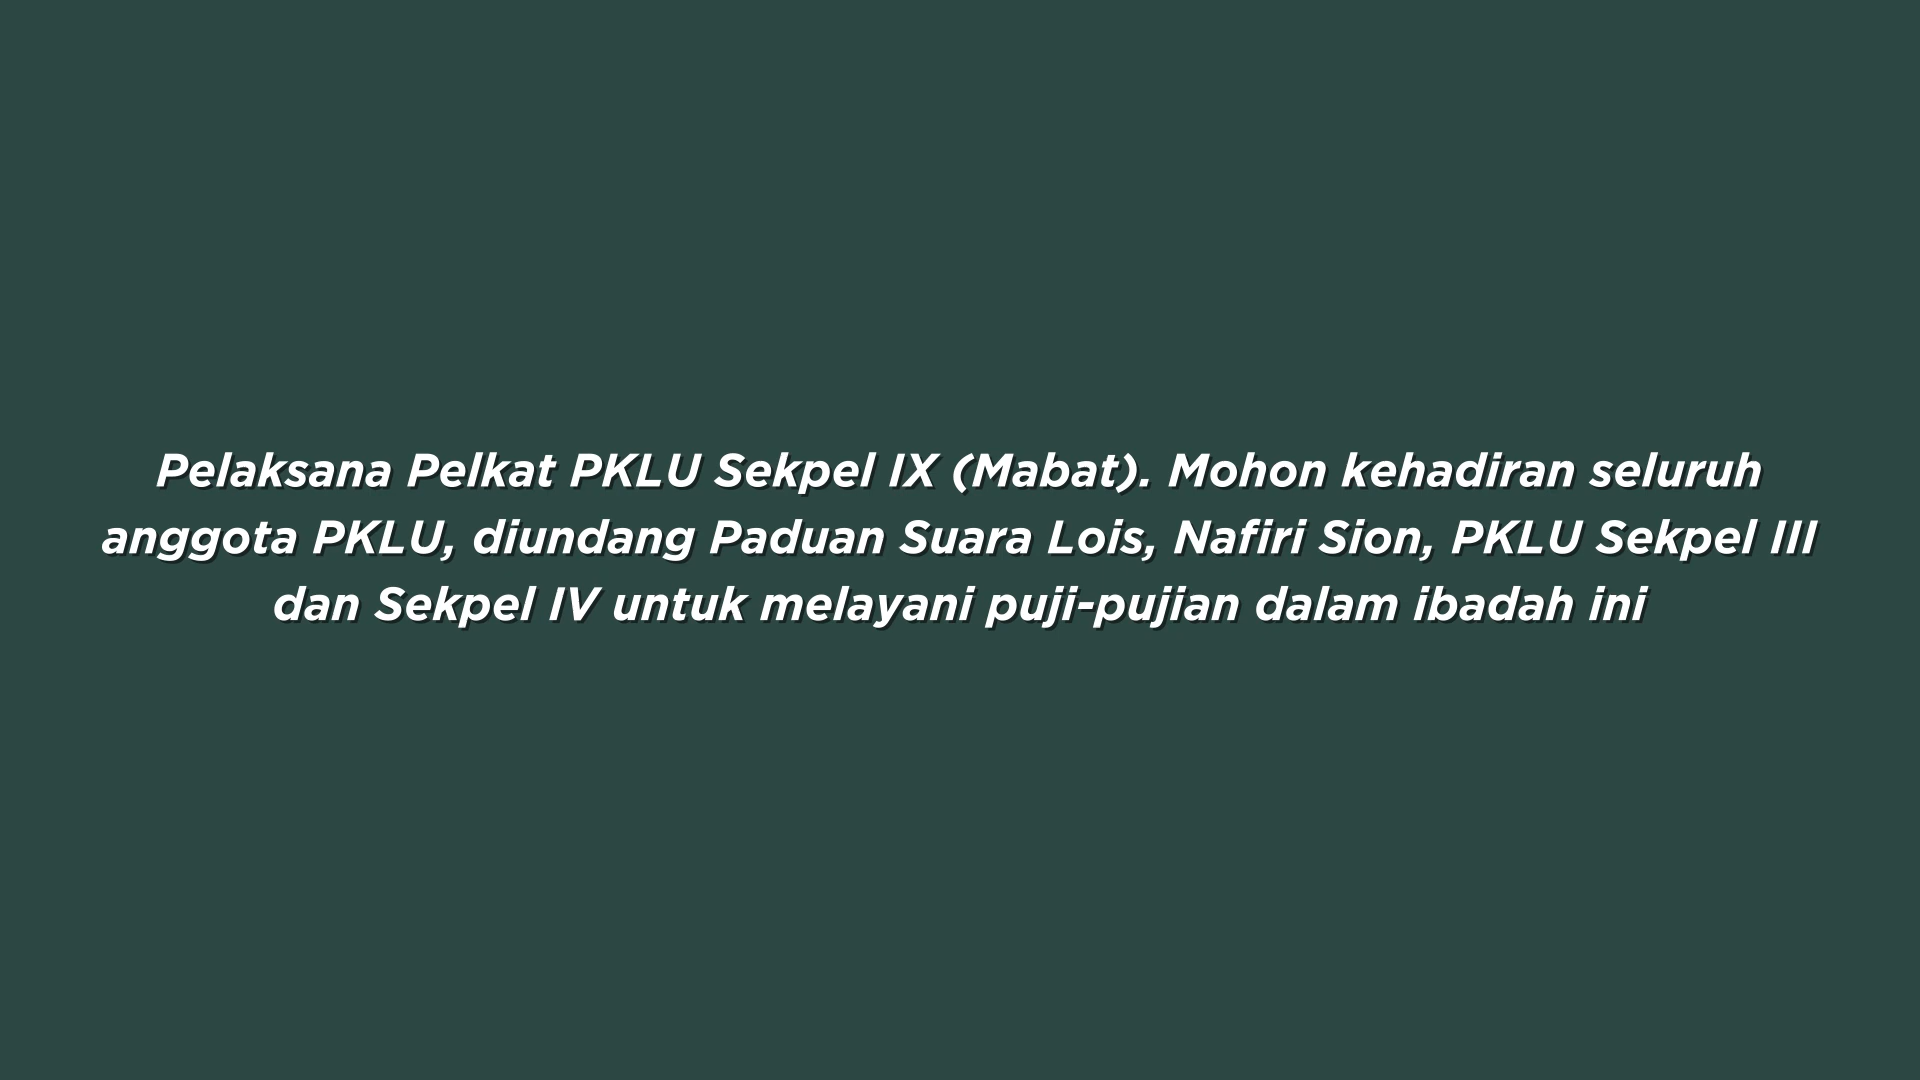 Pelaksana Pelkat PKLU Sekpel IX (Mabat). Mohon kehadiran seluruh
anggota PKLU, diundang Paduan Suara Lois, Nafiri Sion, PKLU Sekpel III
dan Sekpel IV untuk melayani puji-pujian dalam ibadah ini